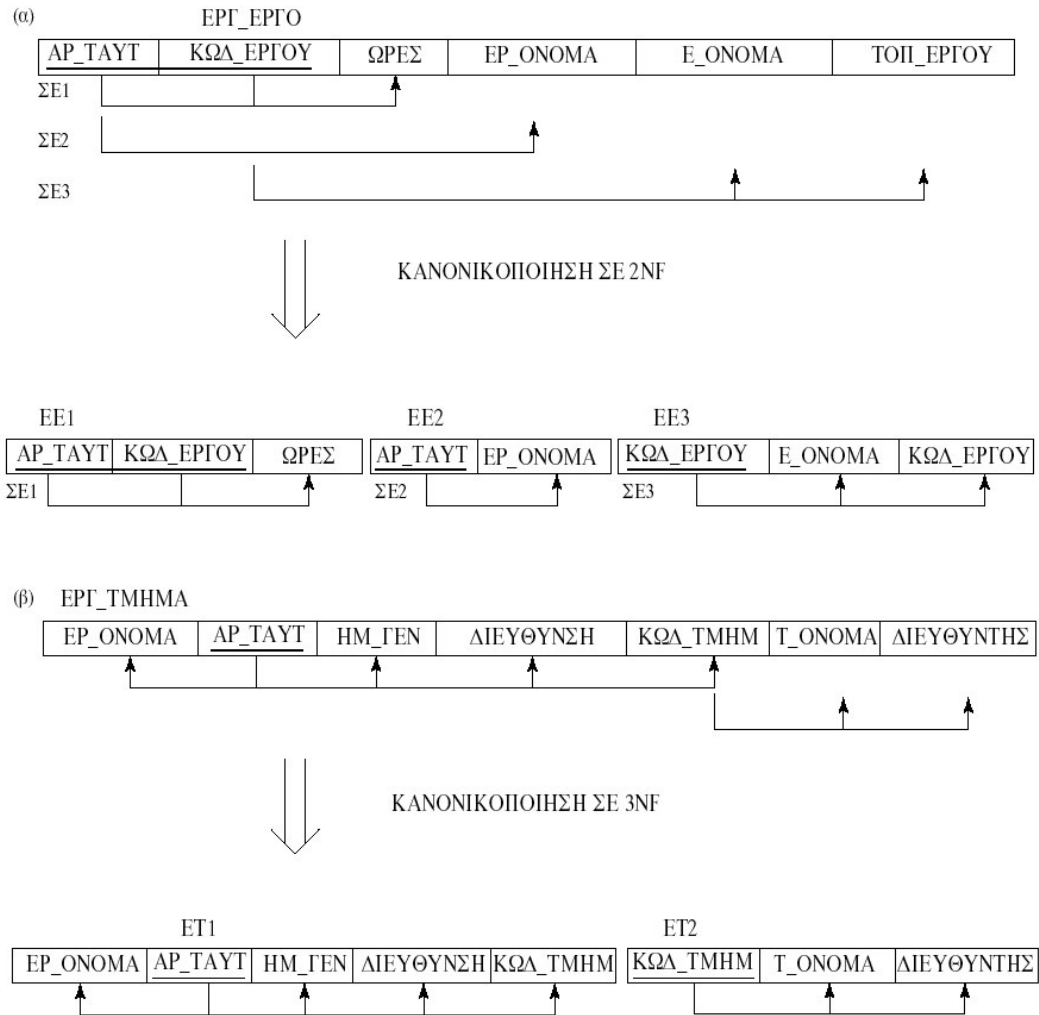 (α) ΕΡΓ_ΕΡΓΟ
ΑΡ_ΤΑΥΤ ΚΩΔ_ΕΡΓΟΥ ΩΡΕΣ ΕΡ_ΟΝΟΜΑ Ε_ΟΝΟΜΑ ΤΟΠ_ΕΡΓΟΥ
ΣΕ1
ΣΕ2
ΣΕ3
ΚΑΝΟΝΙΚΟΠΟΙΗΣΗ ΣΕ 2NF
ΕΕ1 ΕΕ2 ΕΕ3
ΑΡ_ΤΑΥΤ ΚΩΔ_ΕΡΓΟΥ ΩΡΕΣ ΑΡ_ΤΑΥΤ ΕΡ_ΟΝΟΜΑ ΚΩΔ_ΕΡΓΟΥ Ε_ΟΝΟΜΑ ΚΩΔ_ΕΡΓΟΥ
ΣΕ1 ΣΕ2 ΣΕ3
(β) ΕΡΓ_ΤΜΗΜΑ
ΕΡ_ΟΝΟΜΑ ΑΡ_ΤΑΥΤ ΗΜ_ΓΕΝ ΔΙΕΥΘΥΝΣΗ ΚΩΔ_ΤΜΗΜ Τ_ΟΝΟΜΑ ΔΙΕΥΘΥΝΤΗΣ
ΚΑΝΟΝΙΚΟΠΟΙΗΣΗ ΣΕ 3NF
ΕΤ1 ΕΤ2
ΕΡ_ΟΝΟΜΑ ΑΡ_ΤΑΥΤ ΗΜ_ΓΕΝ ΔΙΕΥΘΥΝΣΗ ΚΩΔ_ΤΜΗΜ ΚΩΔ_ΤΜΗΜ Τ_ΟΝΟΜΑ ΔΙΕΥΘΥΝΤΗΣ